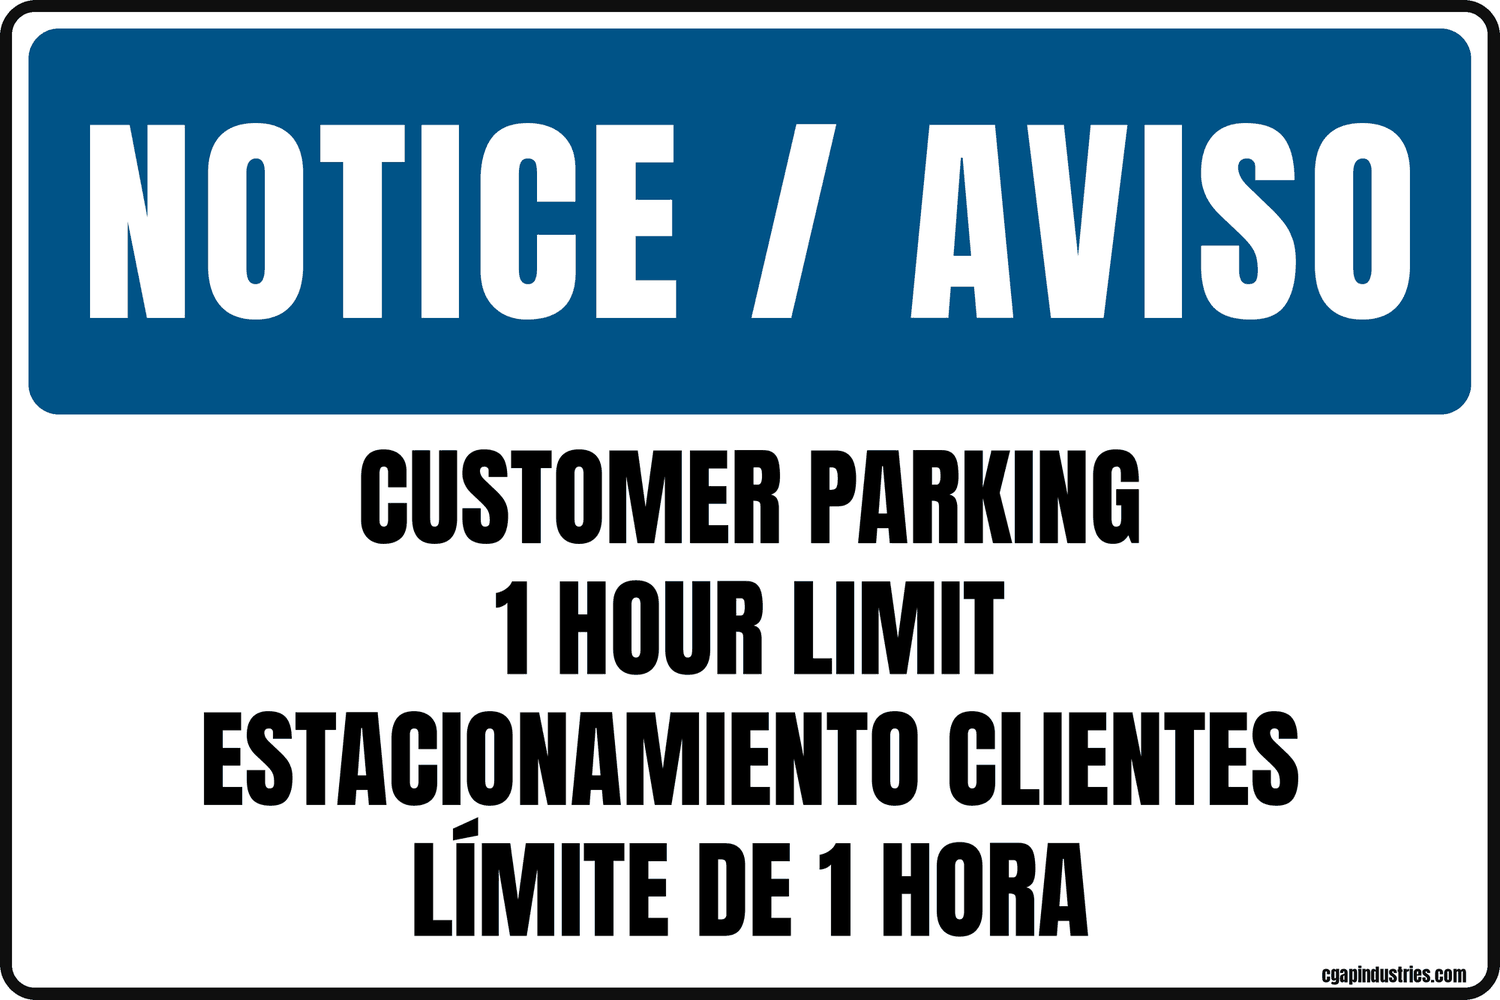 NOTICE / AVISO
CUSTOMER PARKING
1 HOUR LIMIT
ESTACIONAMIENTO CLIENTES
LÍMITE DE 1 HORA
cgapindustries.com